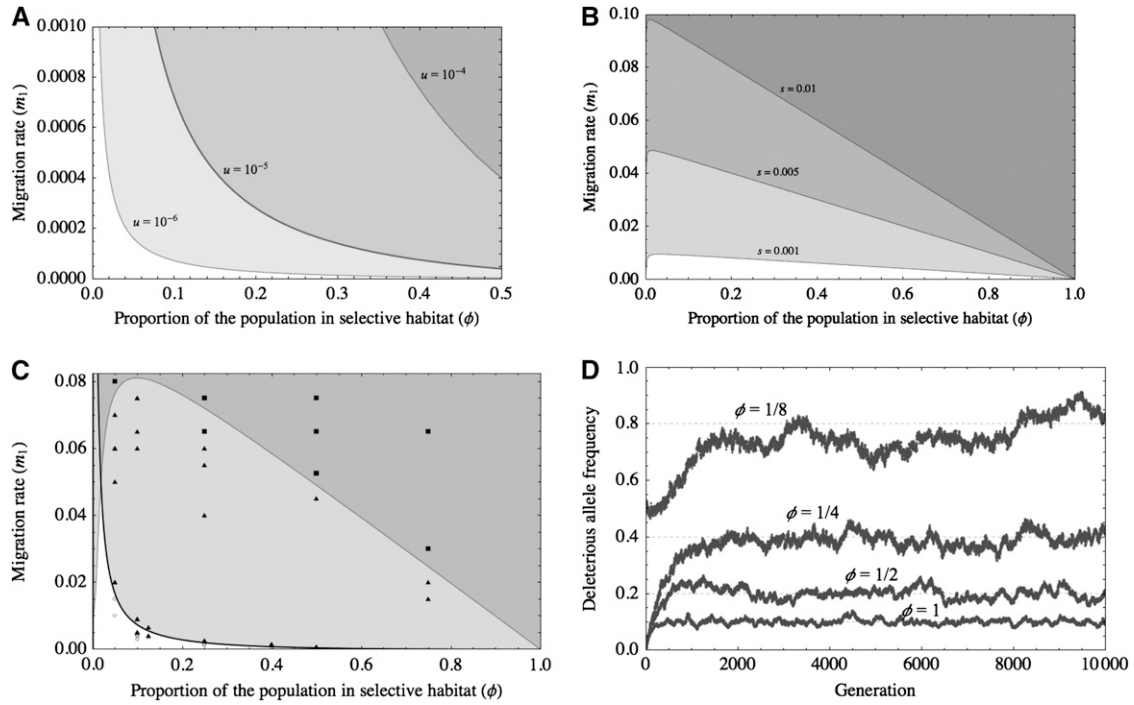 A
0.0010
0.0008
0.0006
0.0004
0.0002
0.0000
Migration rate (m₁)
u = 10⁻⁴
u = 10⁻⁵
u = 10⁻⁶
0.0 0.1 0.2 0.3 0.4 0.5
Proportion of the population in selective habitat (ϕ)
B
0.10
0.08
0.06
0.04
0.02
0.00
Migration rate (m₁)
s = 0.01
s = 0.005
s = 0.001
0.0 0.2 0.4 0.6 0.8 1.0
Proportion of the population in selective habitat (ϕ)
C
0.08
0.06
0.04
0.02
0.00
Migration rate (m₁)
0.0 0.2 0.4 0.6 0.8 1.0
Proportion of the population in selective habitat (ϕ)
D
1.0
0.8
0.6
0.4
0.2
0.0
Deleterious allele frequency
ϕ = 1/8
ϕ = 1/4
ϕ = 1/2
ϕ = 1
0 2000 4000 6000 8000 10000
Generation